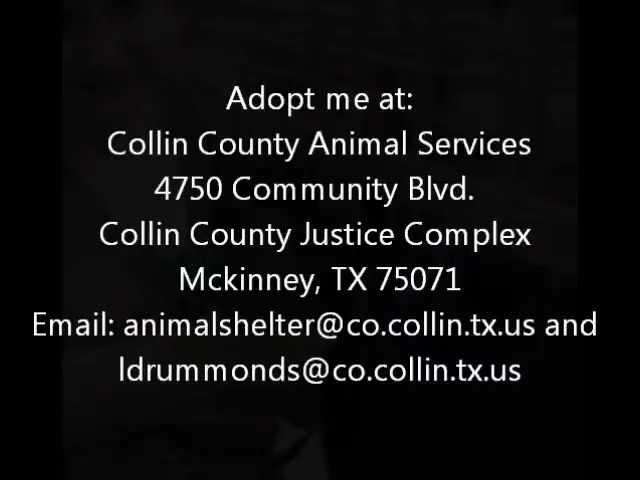 Adopt me at:
Collin County Animal Services
4750 Community Blvd.
Collin County Justice Complex
Mckinney, TX 75071
Email: animalshelter@co.collin.tx.us and
ldrummonds@co.collin.tx.us